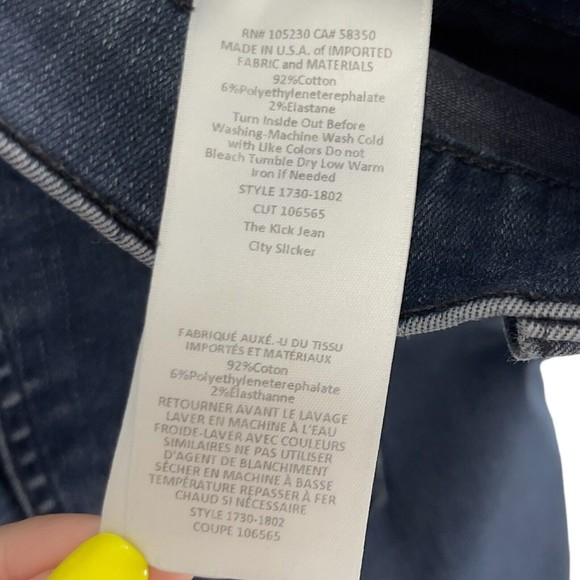 RN# 105230 CA# 58350
MADE IN U.S.A. of IMPORTED
FABRIC and MATERIALS
92%Cotton
6%Polyethyleneterephalate
2%Elastane
Turn Inside Out Before
Washing-Machine Wash Cold
with Like Colors Do not
Bleach Tumble Dry Low Warm
Iron if Needed
STYLE 1730-1802
CUT 106565
The Kick Jean
City Slicker
FABRIQUÉ AUXÉ.-U DU TISSU
IMPORTÉS ET MATÉRIAUX
92%Coton
6%Polyethyleneterephalate
2%Élasthanne
RETOURNER AVANT LE LAVAGE
LAVER EN MACHINE À L'EAU
FROIDE-LAVER AVEC COULEURS
SIMILAIRES NE PAS UTILISER
D'AGENT DE BLANCHIMENT
SÉCHER EN MACHINE À BASSE
TEMPÉRATURE REPASSER À FER
CHAUD SI NÉCESSAIRE
STYLE 1730-1802
COUPE 106565